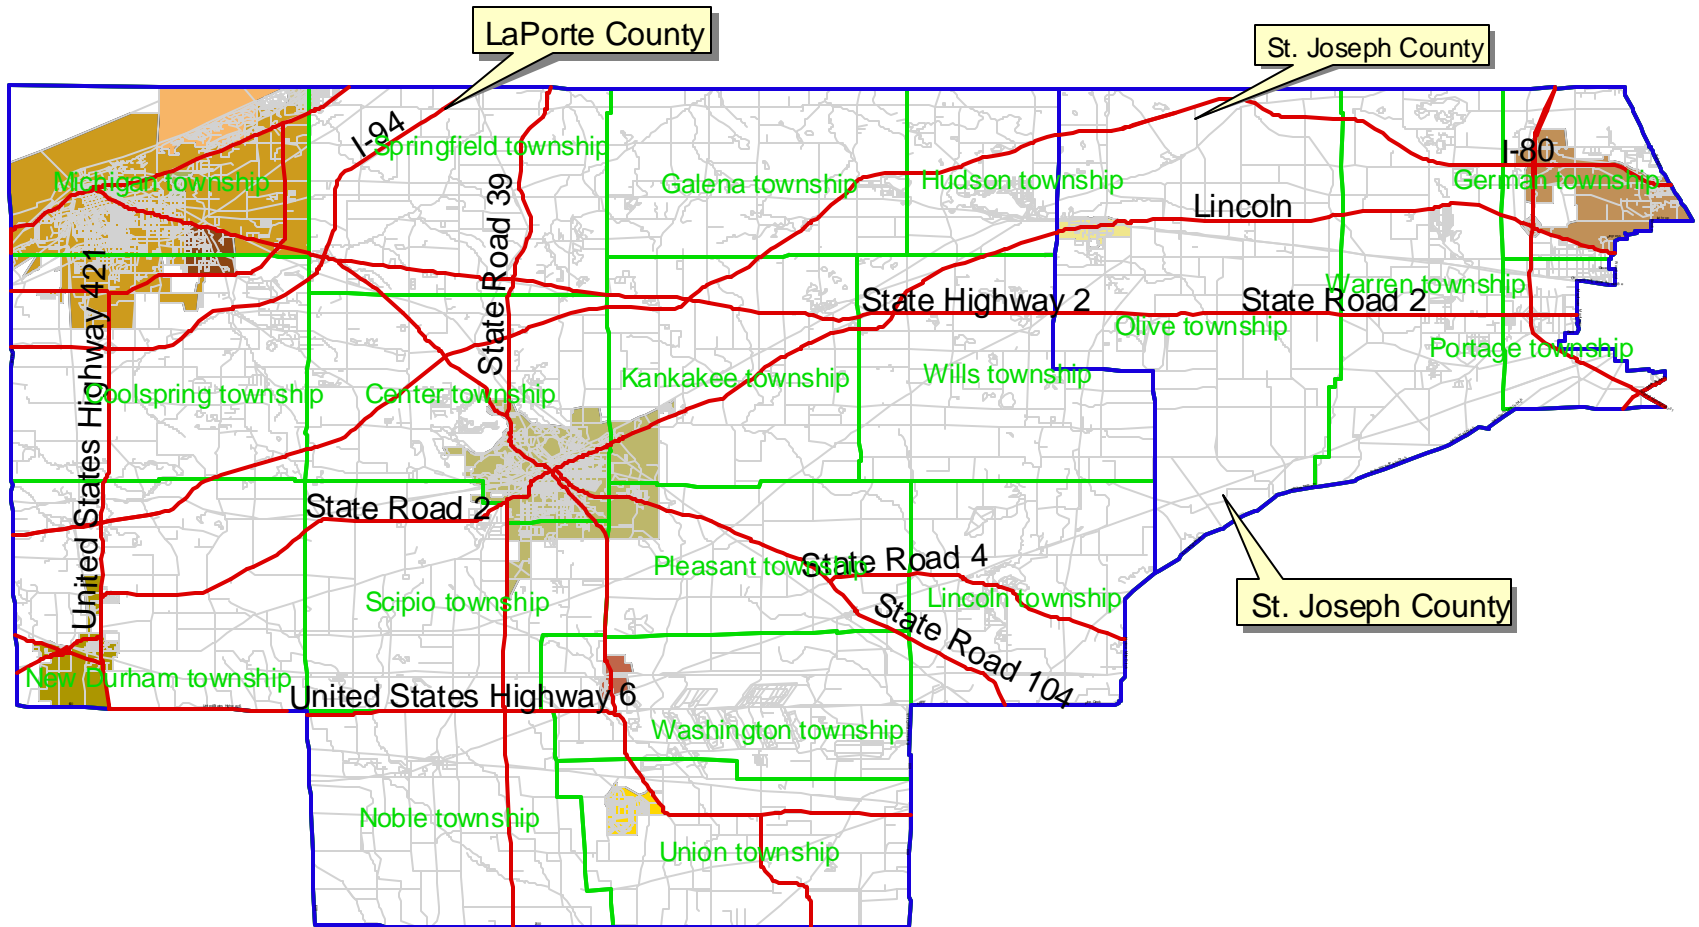 LaPorte County
St. Joseph County
I-94
Springfield township
I-80
Michigan township
State Road 39
Galena township
Hudson township
German township
Lincoln
United States Highway 421
Warren township
State Highway 2
State Road 2
Olive township
Portage township
Coolspring township
Center township
Kankakee township
Wills township
State Road 2
Pleasant township
State Road 4
Scipio township
Lincoln township
St. Joseph County
State Road 104
New Durham township
United States Highway 6
Washington township
Noble township
Union township